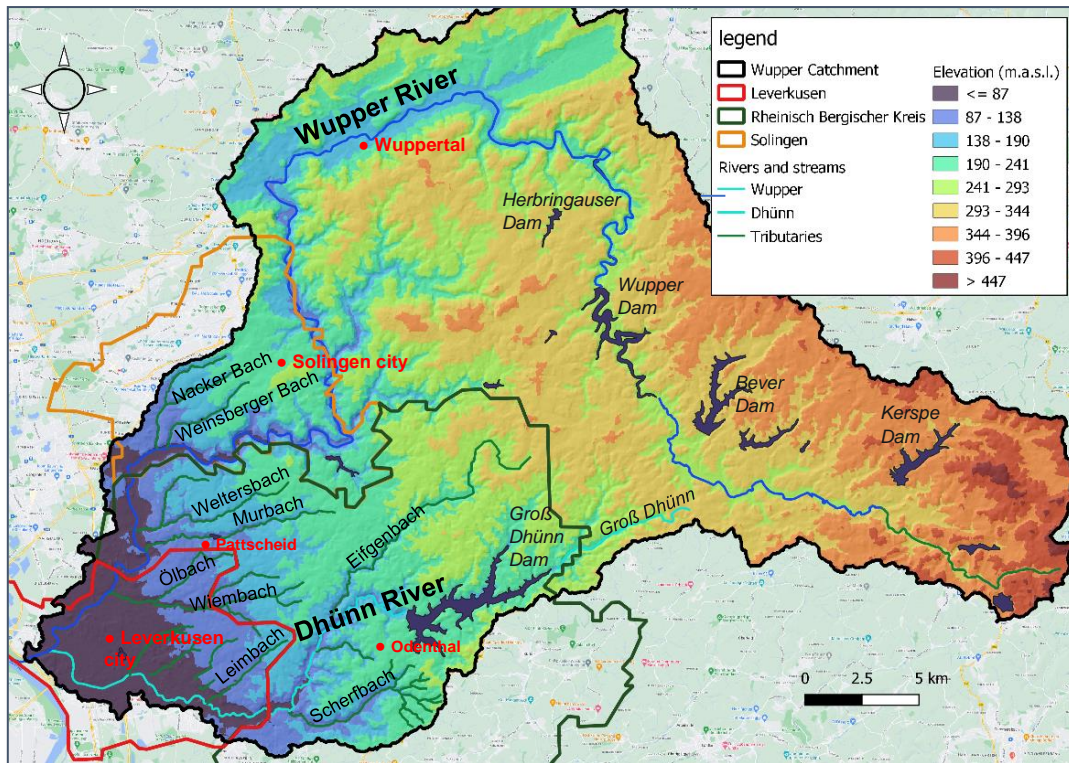 N
E
S
W
legend
Wupper Catchment
Leverkusen
Rheinisch Bergischer Kreis
Solingen
Rivers and streams
Wupper
Dhünn
Tributaries
Elevation (m.a.s.l.)
<= 87
87 - 138
138 - 190
190 - 241
241 - 293
293 - 344
344 - 396
396 - 447
> 447
Wupper River
Wuppertal
Herbringauser
Dam
Wupper
Dam
Solingen city
Nacker Bach
Weinsberger Bach
Bever
Dam
Kerspe
Dam
Weltersbach
Murbach
Eifgenbach
Groß
Dhünn
Dam
Groß Dhünn
Pattscheid
Ölbach
Wiembach
Dhünn River
Leverkusen
city
Leimbach
Odenthal
Scherfbach
0
2.5
5 km